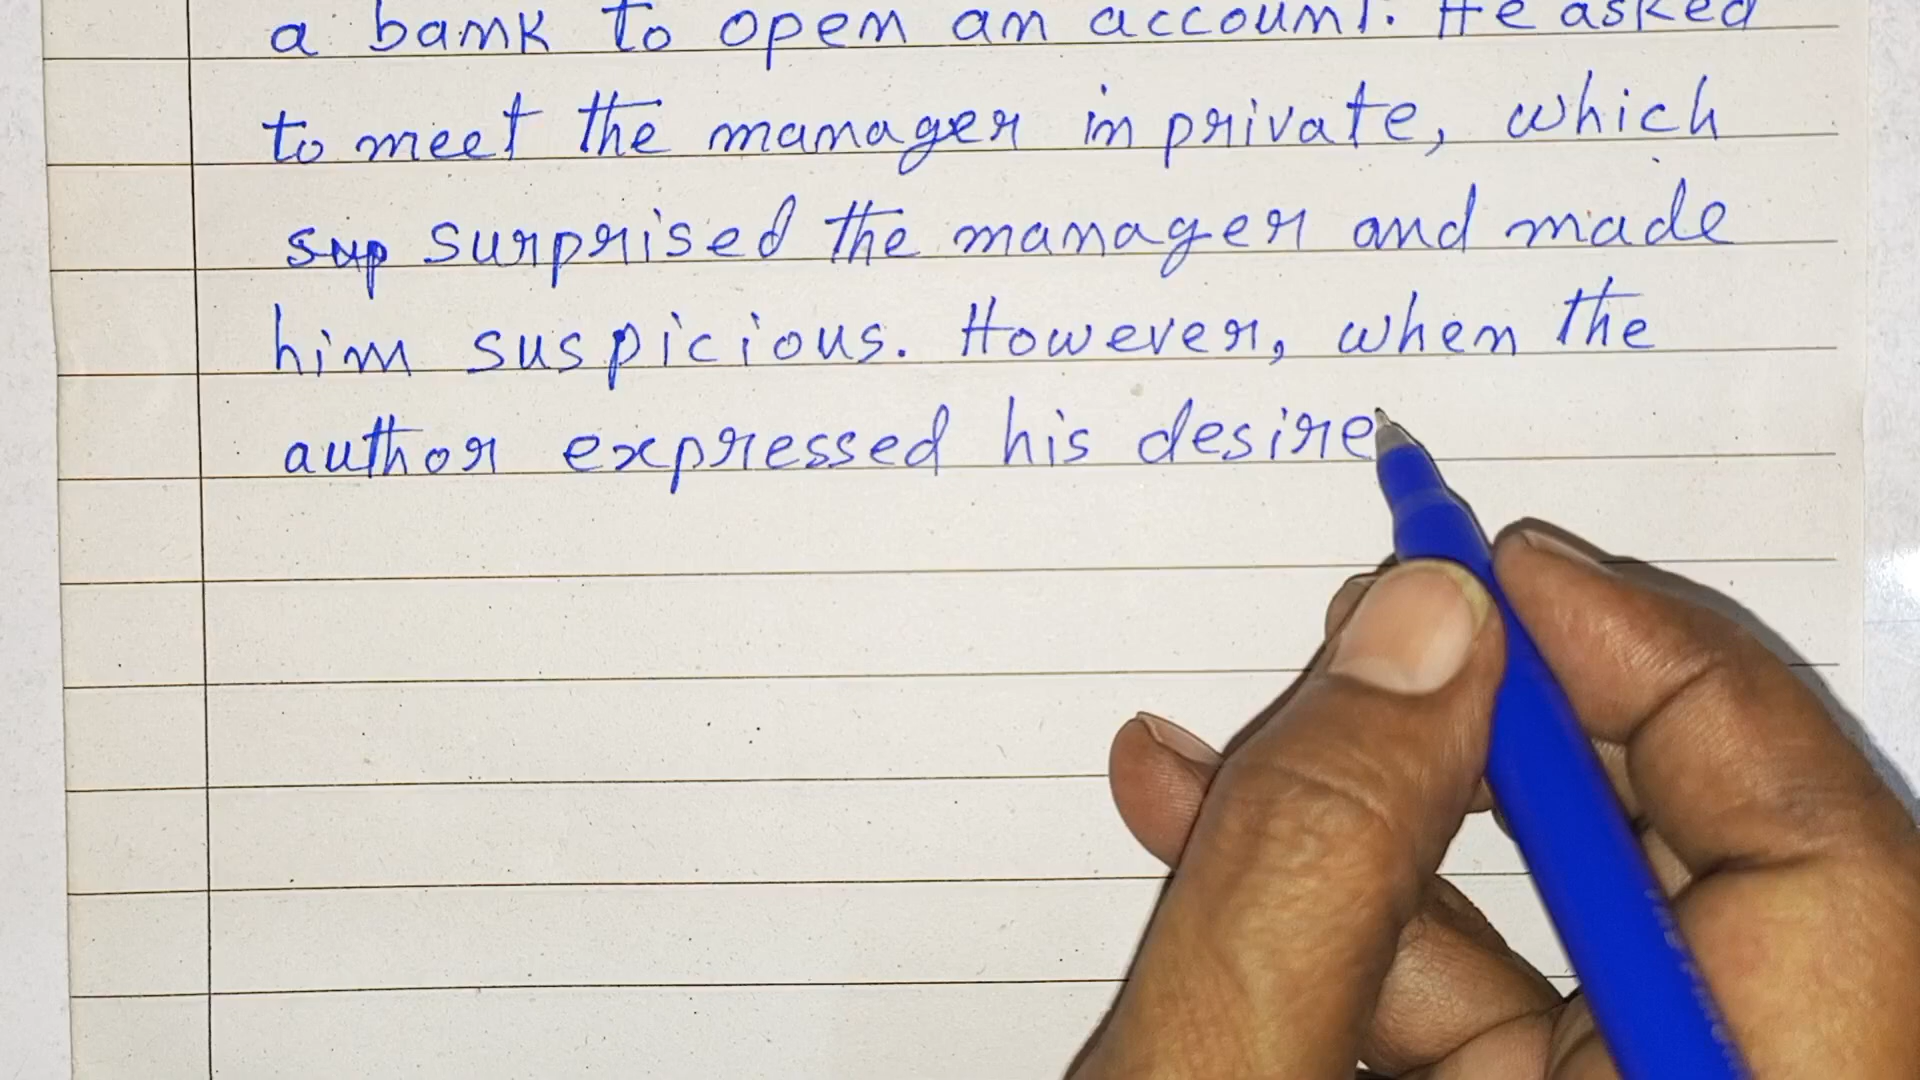 a bank to open an account. He asked
to meet the manager in private, which
sup surprised the manager and made
him suspicious. However, when the
author expressed his desire